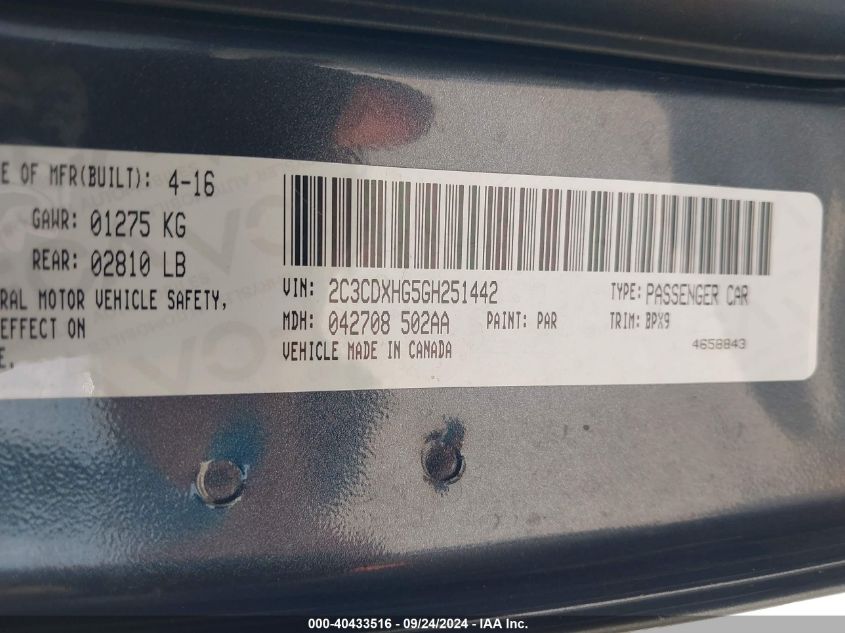 E OF MFR(BUILT): 4-16
GAWR: 01275 KG
REAR: 02810 LB
RAL MOTOR VEHICLE SAFETY,
EFFECT ON
E.
VIN: 2C3CDXHG5GH251442 TYPE: PASSENGER CAR
MDH: 042708 502AA PAINT: PAR TRIM: BPX9
VEHICLE MADE IN CANADA 4658843
000-40433516 - 09/24/2024 - IAA Inc.